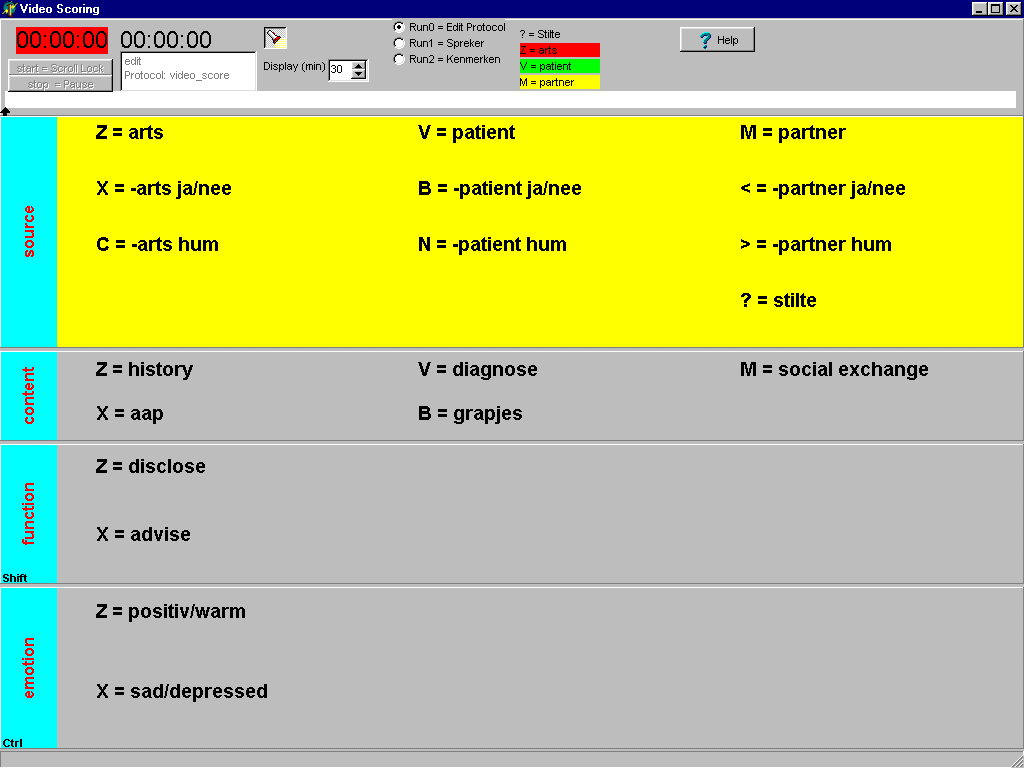 Video Scoring
00:00:00 00:00:00
start = Scroll Lock
stop = Pause
edit
Protocol: video_score
Display (min) 30
Run0 = Edit Protocol
Run1 = Spreker
Run2 = Kenmerken
? = Stilte
Z = arts
V = patient
M = partner
? Help
source
Z = arts V = patient M = partner
X = -arts ja/nee B = -patient ja/nee < = -partner ja/nee
C = -arts hum N = -patient hum > = -partner hum
? = stilte
content
Z = history V = diagnose M = social exchange
X = aap B = grapjes
function
Z = disclose
X = advise
Shift
emotion
Z = positiv/warm
X = sad/depressed
Ctrl